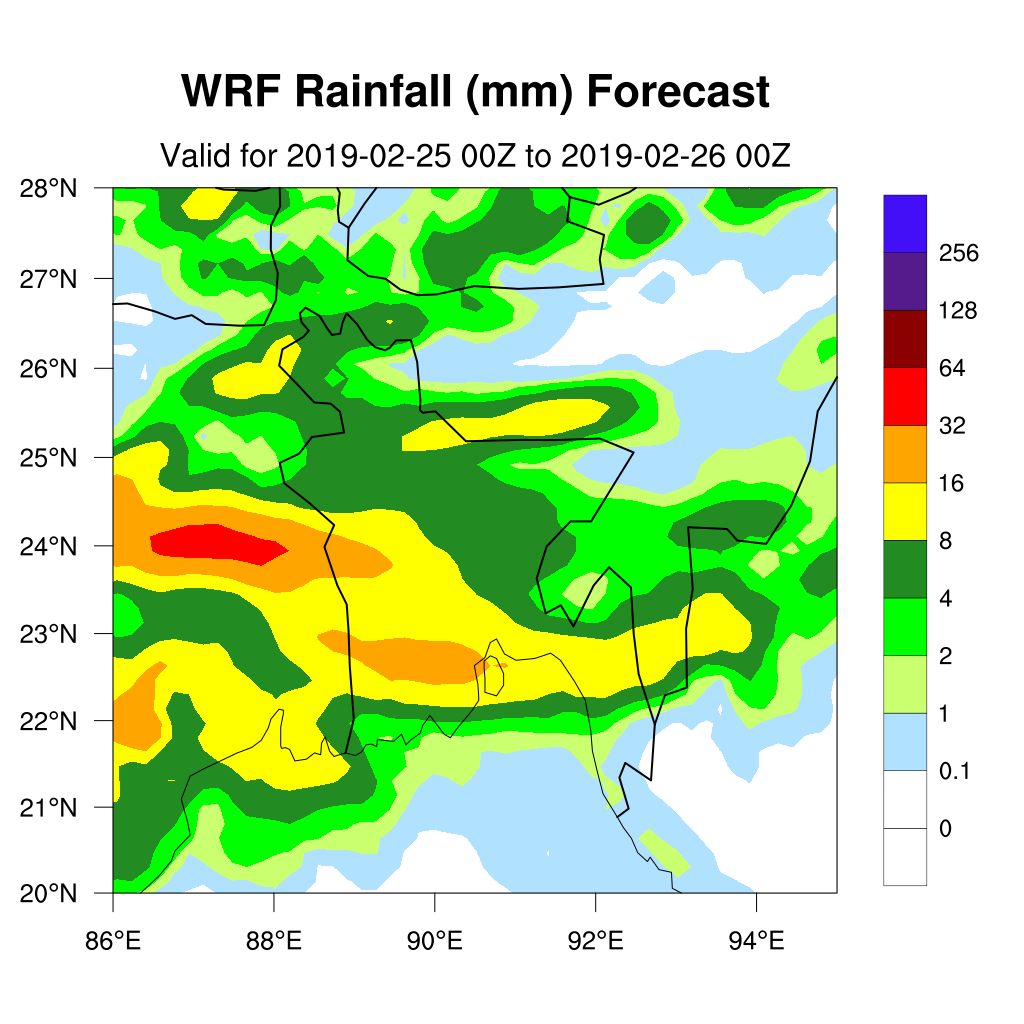 WRF Rainfall (mm) Forecast
Valid for 2019-02-25 00Z to 2019-02-26 00Z
28°N
27°N
26°N
25°N
24°N
23°N
22°N
21°N
20°N
86°E 88°E 90°E 92°E 94°E
256
128
64
32
16
8
4
2
1
0.1
0